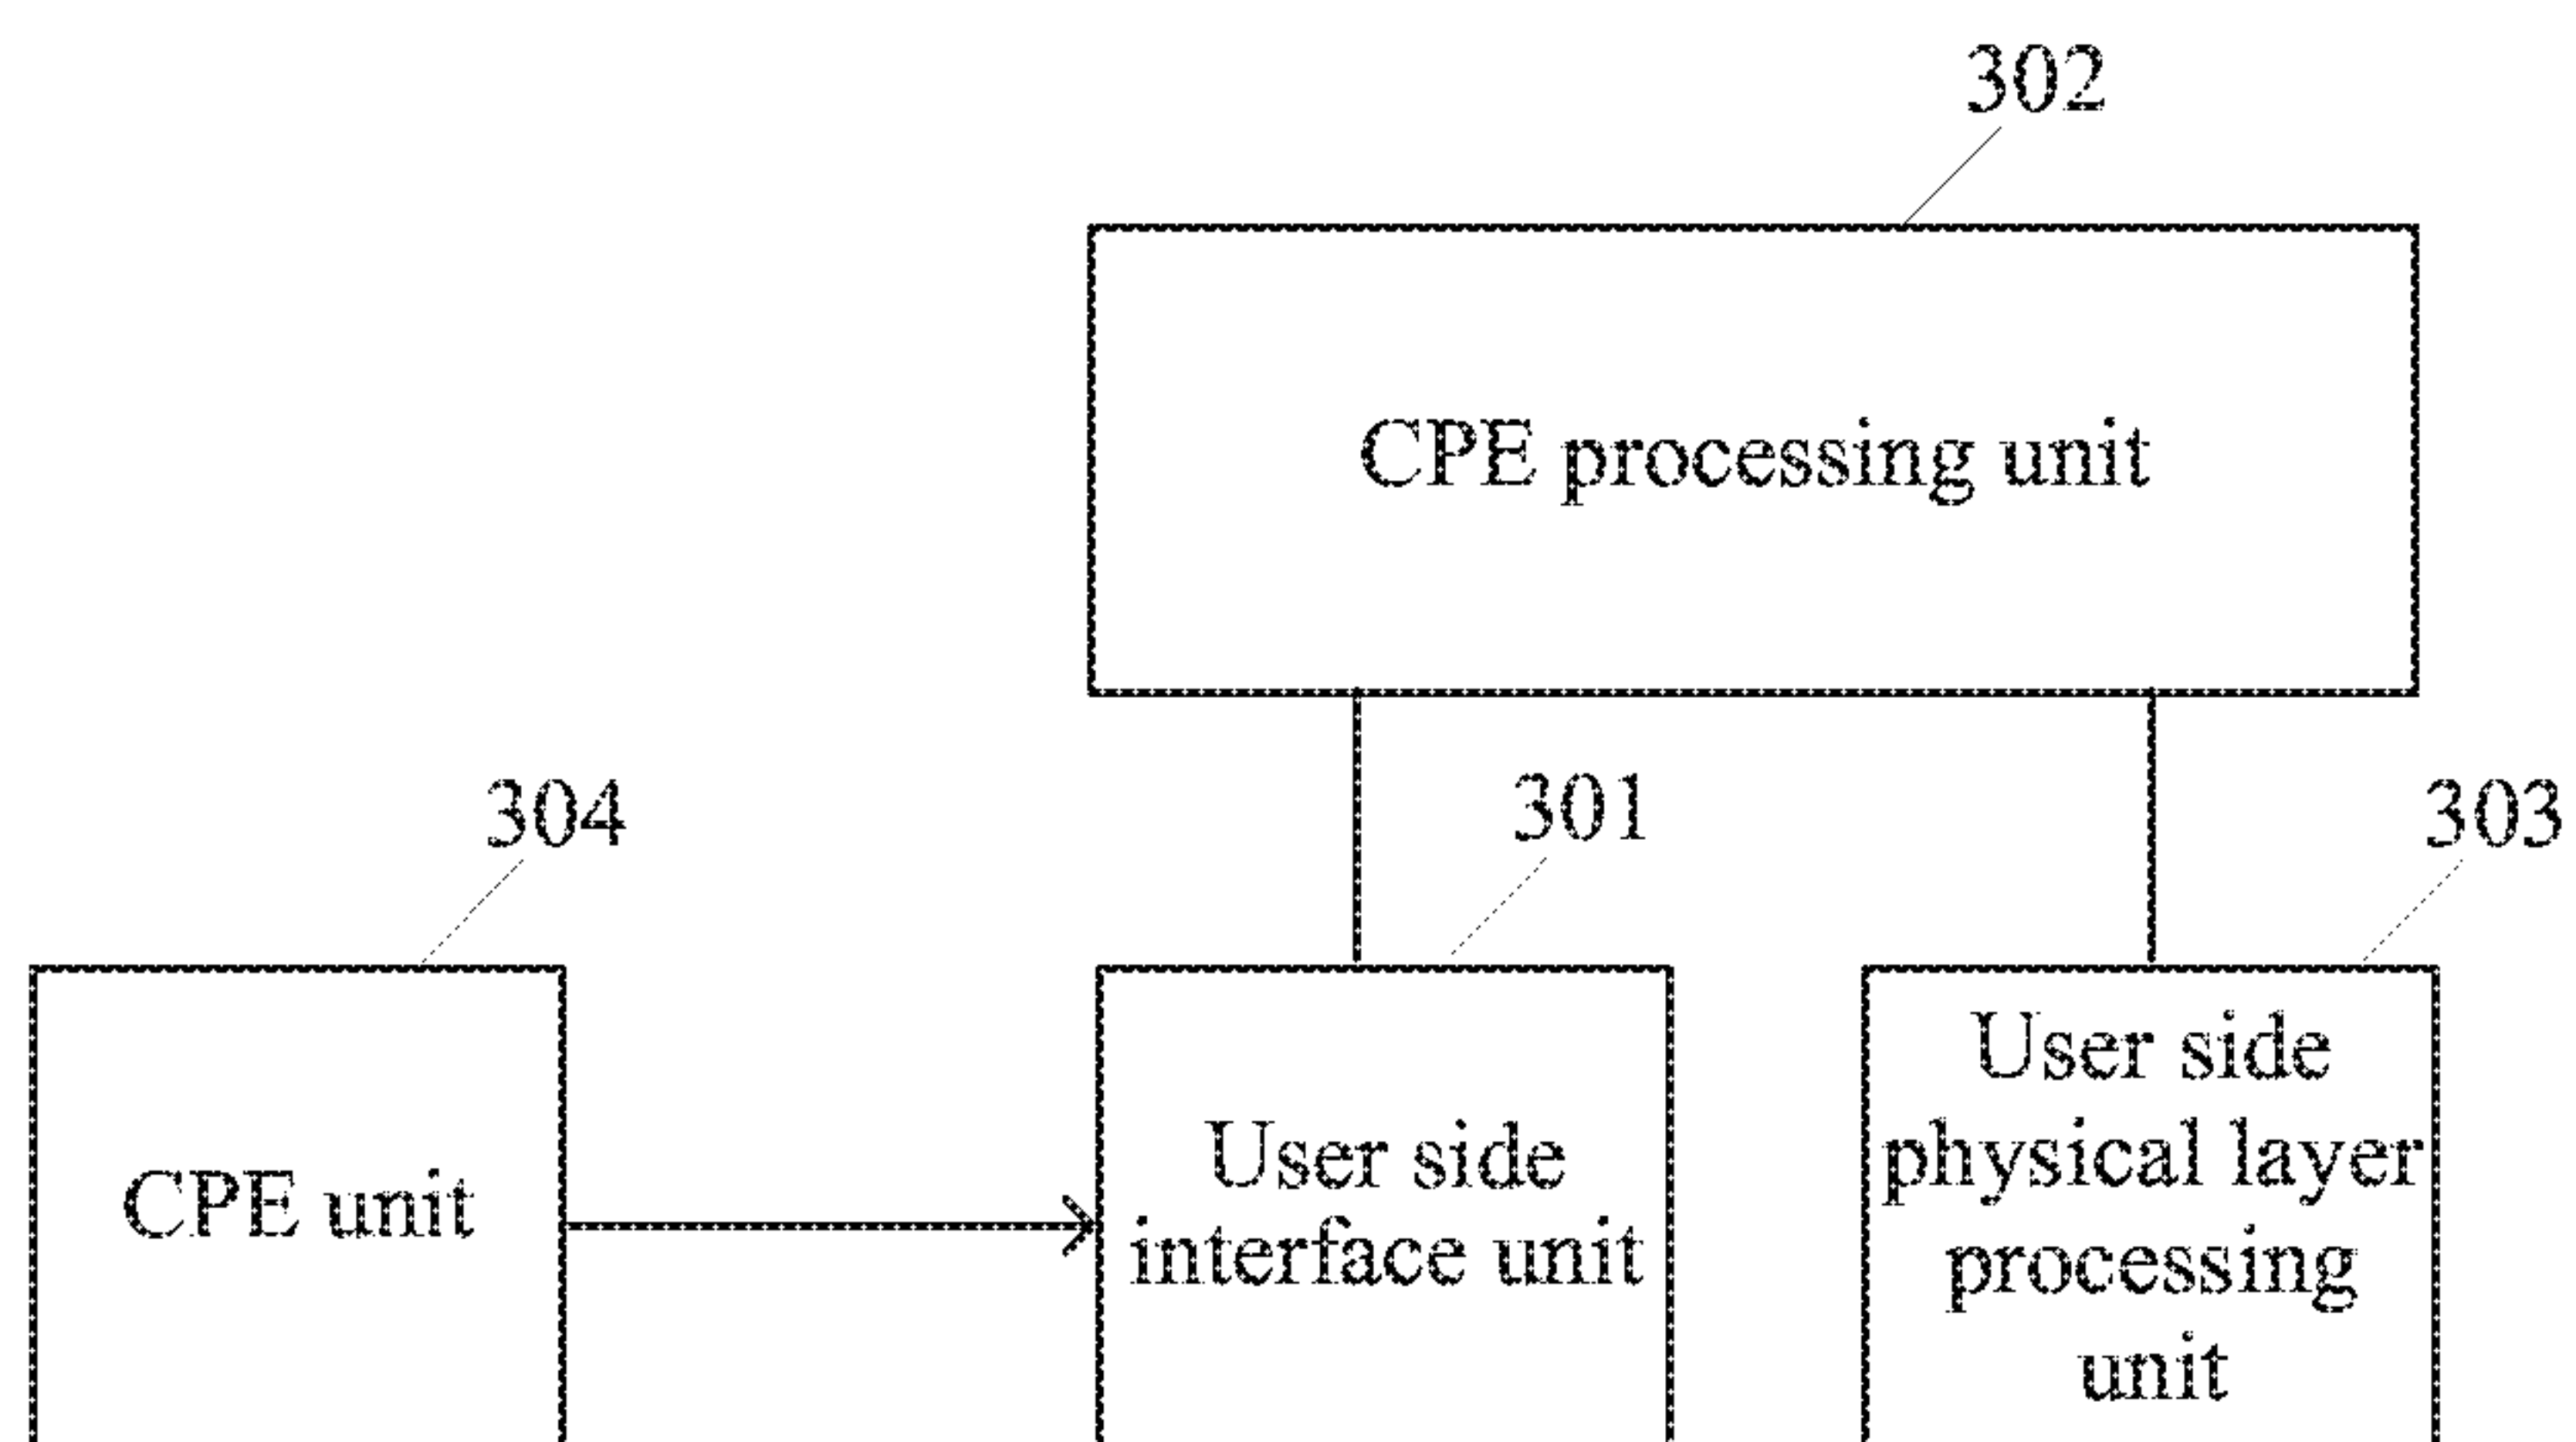 302
CPE processing unit
304
301
303
CPE unit
User side
interface unit
User side
physical layer
processing
unit